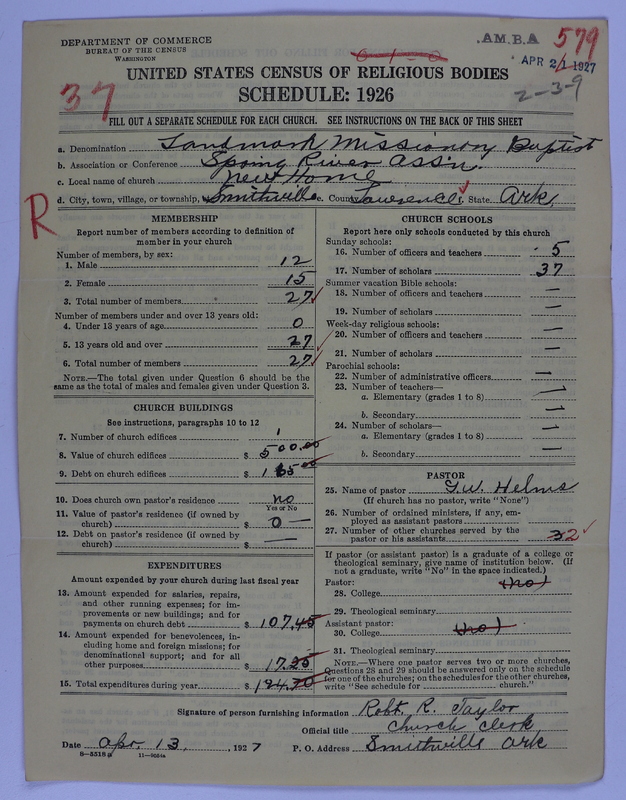 DEPARTMENT OF COMMERCE
BUREAU OF THE CENSUS
WASHINGTON
A.M.B.A
579
APR 21 1927
2-3-9
37
UNITED STATES CENSUS OF RELIGIOUS BODIES
SCHEDULE: 1926
FILL OUT A SEPARATE SCHEDULE FOR EACH CHURCH. SEE INSTRUCTIONS ON THE BACK OF THIS SHEET
a. Denomination Landmark Missionary Baptist
b. Association or Conference Spring River Ass'n.
c. Local name of church New Home
d. City, town, village, or township, Smithville e. County Lawrence f. State Ark.
R
MEMBERSHIP
Report number of members according to definition of
member in your church
Number of members, by sex:
1. Male 12
2. Female 15
3. Total number of members 27
Number of members under and over 13 years old:
4. Under 13 years of age 0
5. 13 years old and over 27
6. Total number of members 27
NOTE.—The total given under Question 6 should be the
same as the total of males and females given under Question 3.
CHURCH BUILDINGS
See instructions, paragraphs 10 to 12
7. Number of church edifices 1
8. Value of church edifices $ 500.00
9. Debt on church edifices $ 165.00
10. Does church own pastor's residence no
Yes or No
11. Value of pastor's residence (if owned by
church) $ 0 —
12. Debt on pastor's residence (if owned by
church) $ —
EXPENDITURES
Amount expended by your church during last fiscal year
13. Amount expended for salaries, repairs,
and other running expenses; for im-
provements or new buildings; and for
payments on church debt $ 107.45
14. Amount expended for benevolences, in-
cluding home and foreign missions; for
denominational support; and for all
other purposes $ 17.25
15. Total expenditures during year $ 124.70
CHURCH SCHOOLS
Report here only schools conducted by this church
Sunday schools:
16. Number of officers and teachers 5
17. Number of scholars 37
Summer vacation Bible schools:
18. Number of officers and teachers —
19. Number of scholars —
Week-day religious schools:
20. Number of officers and teachers —
21. Number of scholars —
Parochial schools:
22. Number of administrative officers —
23. Number of teachers—
a. Elementary (grades 1 to 8) —
b. Secondary —
24. Number of scholars—
a. Elementary (grades 1 to 8) —
b. Secondary —
PASTOR
25. Name of pastor G.W. Helms
(If church has no pastor, write "None")
26. Number of ordained ministers, if any, em-
ployed as assistant pastors
27. Number of other churches served by the
pastor or his assistants 2
If pastor (or assistant pastor) is a graduate of a college or
theological seminary, give name of institution below. (If
not a graduate, write "No" in the space indicated.)
Pastor:
28. College (no)
29. Theological seminary
Assistant pastor:
30. College (no)
31. Theological seminary
NOTE.—Where one pastor serves two or more churches,
Questions 28 and 29 should be answered only on the schedule
for one of the churches; on the schedules for the other churches,
write "See schedule for church."
Signature of person furnishing information Robt. R. Taylor
Official title Church Clerk
Date Apr. 13, 1927 P. O. Address Smithville Ark
8-5518 a 11-9054a